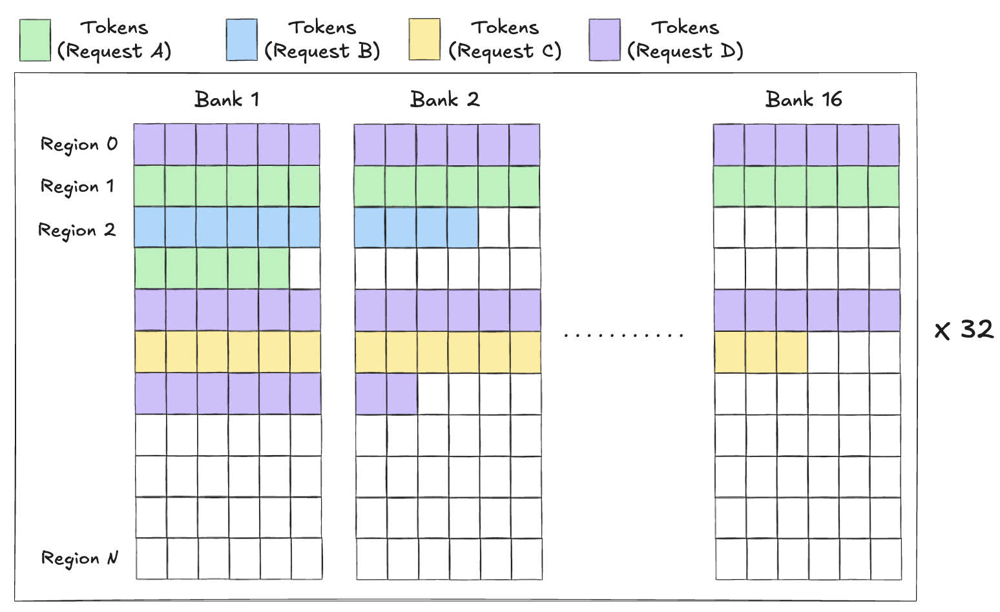 Tokens
(Request A)
Tokens
(Request B)
Tokens
(Request C)
Tokens
(Request D)
Bank 1
Bank 2
Bank 16
Region 0
Region 1
Region 2
...........
x 32
Region N